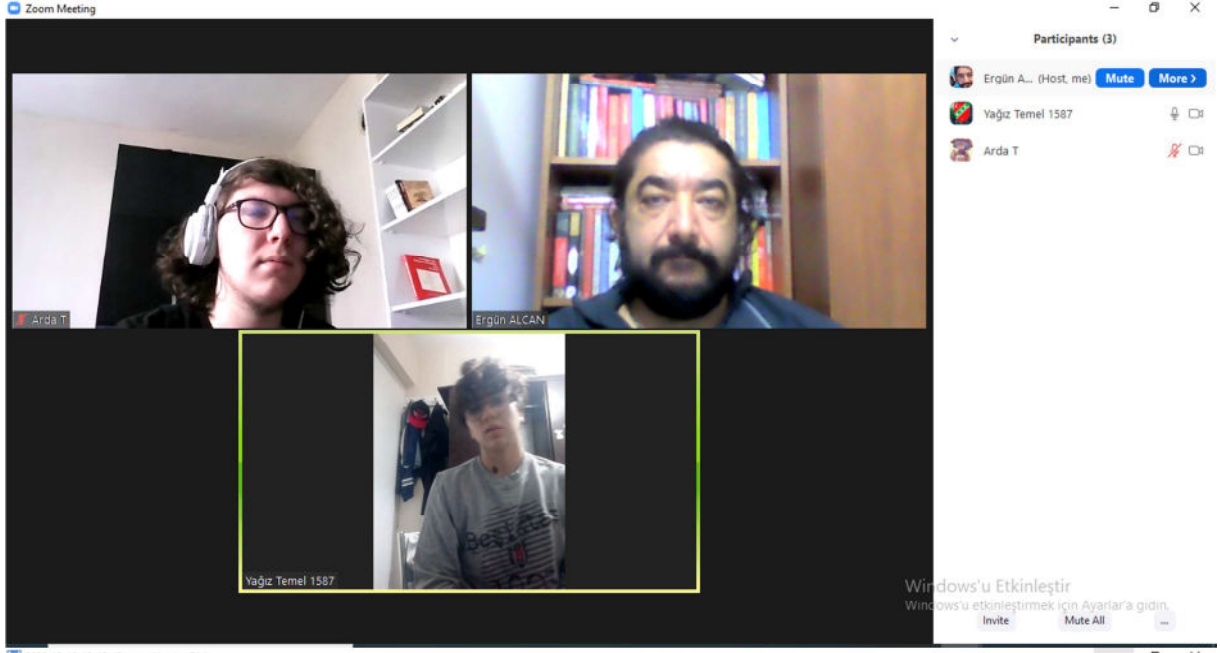 Zoom Meeting
Participants (3)
Ergün A... (Host, me) Mute More >
Yağız Temel 1587
Arda T
Arda T
Ergün ALCAN
Yağız Temel 1587
Windows'u Etkinleştir
Windows'u etkinleştirmek için Ayarlar'a gidin.
Invite Mute All ...